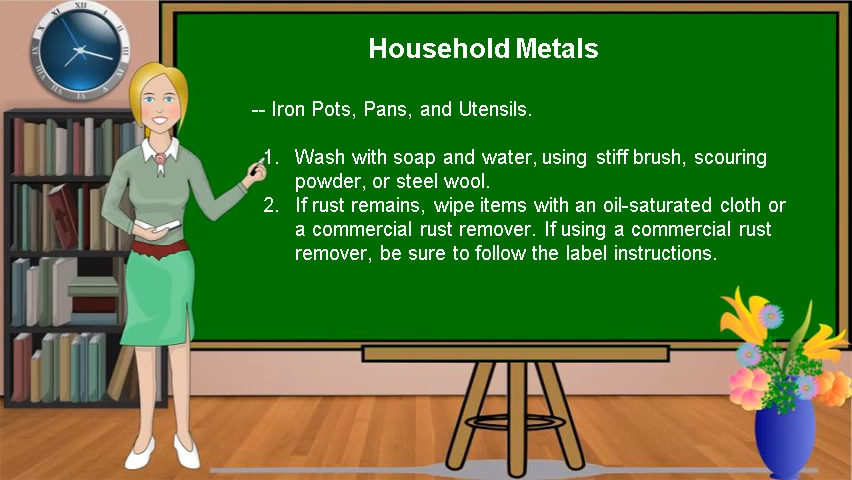 Household Metals
-- Iron Pots, Pans, and Utensils.
1. Wash with soap and water, using stiff brush, scouring
powder, or steel wool.
2. If rust remains, wipe items with an oil-saturated cloth or
a commercial rust remover. If using a commercial rust
remover, be sure to follow the label instructions.